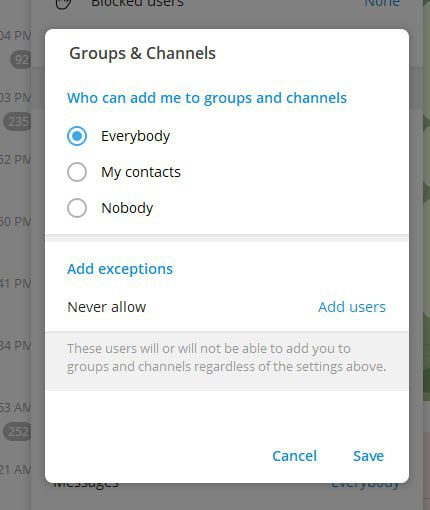 Blocked users None
04 PM
92
Groups & Channels
Who can add me to groups and channels
03 PM
235
Everybody
52 PM
My contacts
50 PM
Nobody
Add exceptions
41 PM
Never allow Add users
34 PM
These users will or will not be able to add you to
groups and channels regardless of the settings above.
53 AM
252
Cancel Save
21 AM
Messages Everybody